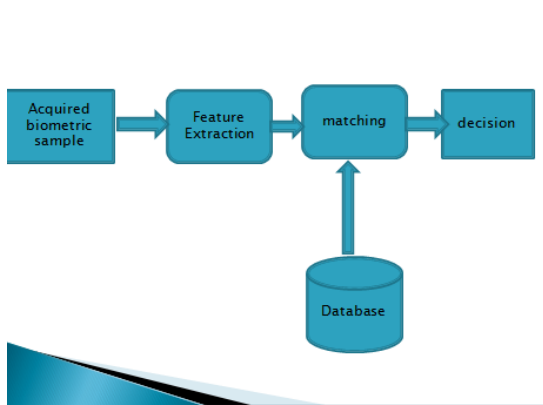 Acquired
biometric
sample
Feature
Extraction
matching
decision
Database